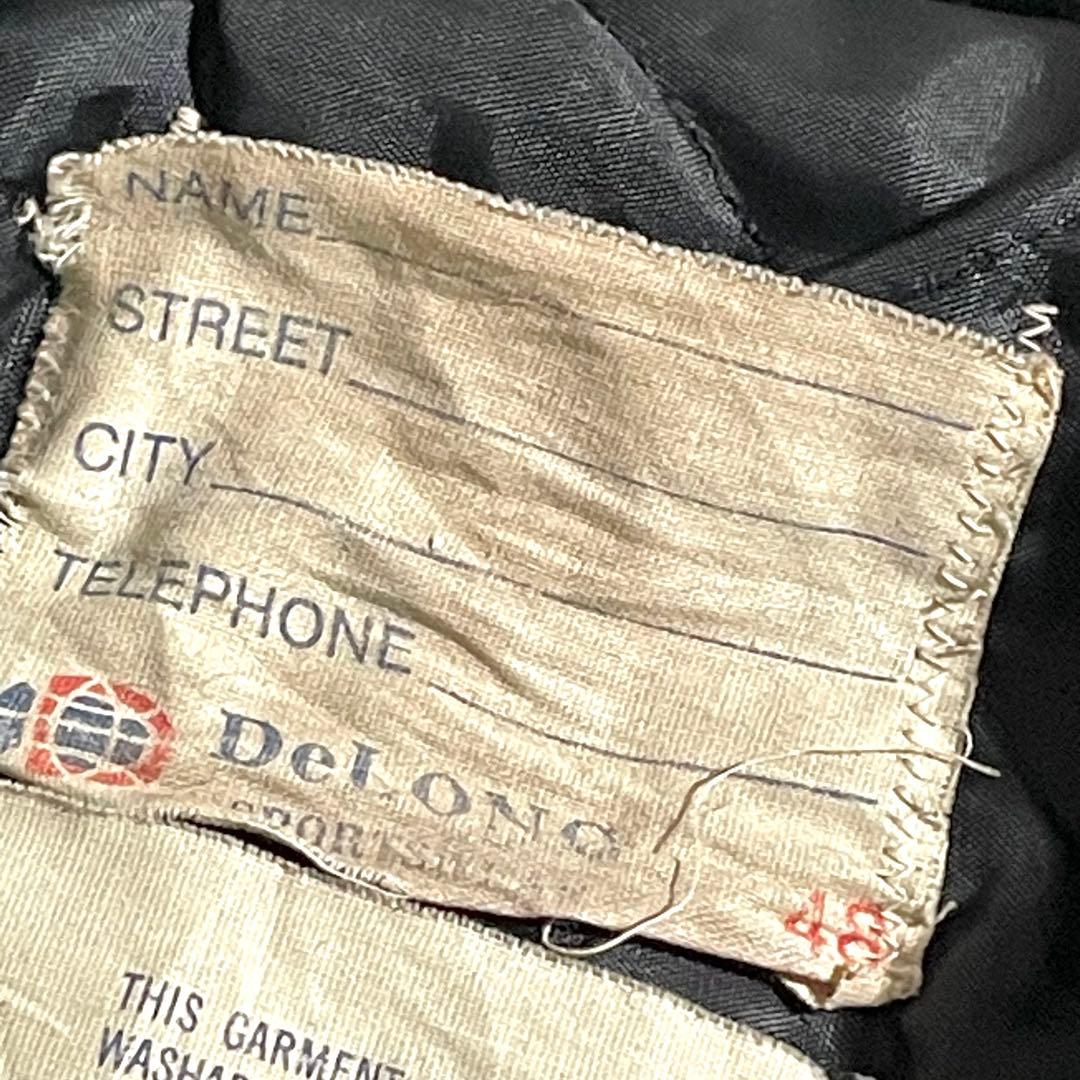 NAME
STREET
CITY
TELEPHONE
DeLONG
48
THIS GARMENT